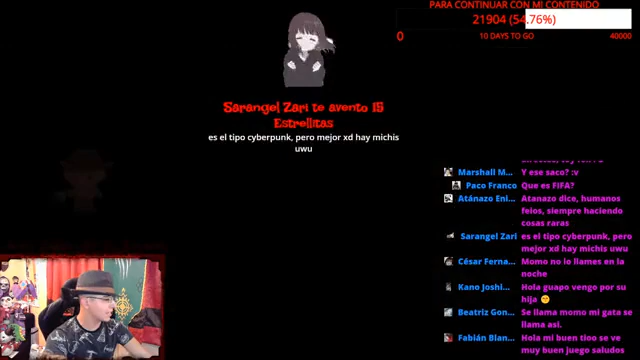 PARA CONTINUAR CON MI CONTENIDO
21904 (54.76%)
0
10 DAYS TO GO
40000
Sarangel Zari te avento 15
Estrellitas
es el tipo cyberpunk, pero mejor xd hay michis
uwu
Marshall M... Y ese saco? :v
Paco Franco Que es FIFA?
Atánazo Eni... Atanazo dice, humanos
feios, siempre haciendo
cosas raras
Sarangel Zari es el tipo cyberpunk, pero
mejor xd hay michis uwu
César Ferna... Momo no lo llames en la
noche
Kano Joshi... Hola guapo vengo por su
hija
Beatriz Gon... Se llama momo mi gata se
llama asi.
Fabián Blan... Hola mi buen tioo se ve
muy buen juego saludos